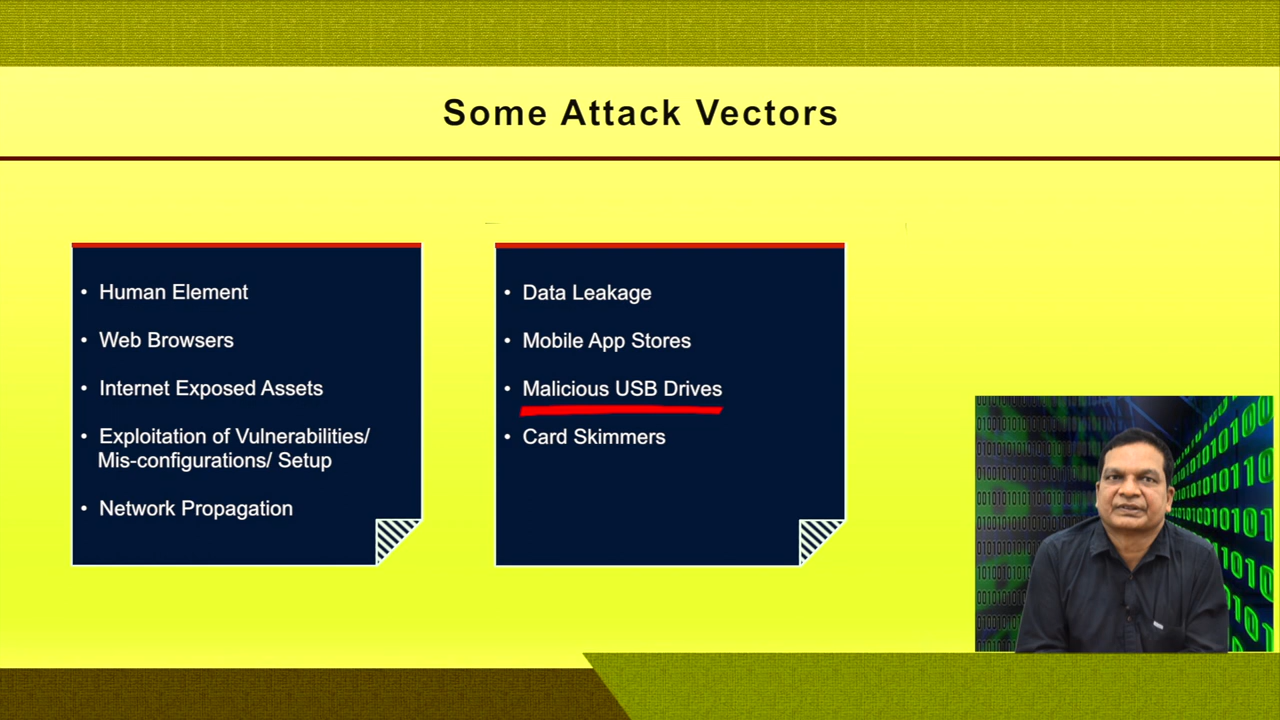 Some Attack Vectors
• Human Element
• Web Browsers
• Internet Exposed Assets
• Exploitation of Vulnerabilities/
Mis-configurations/ Setup
• Network Propagation
• Data Leakage
• Mobile App Stores
• Malicious USB Drives
• Card Skimmers